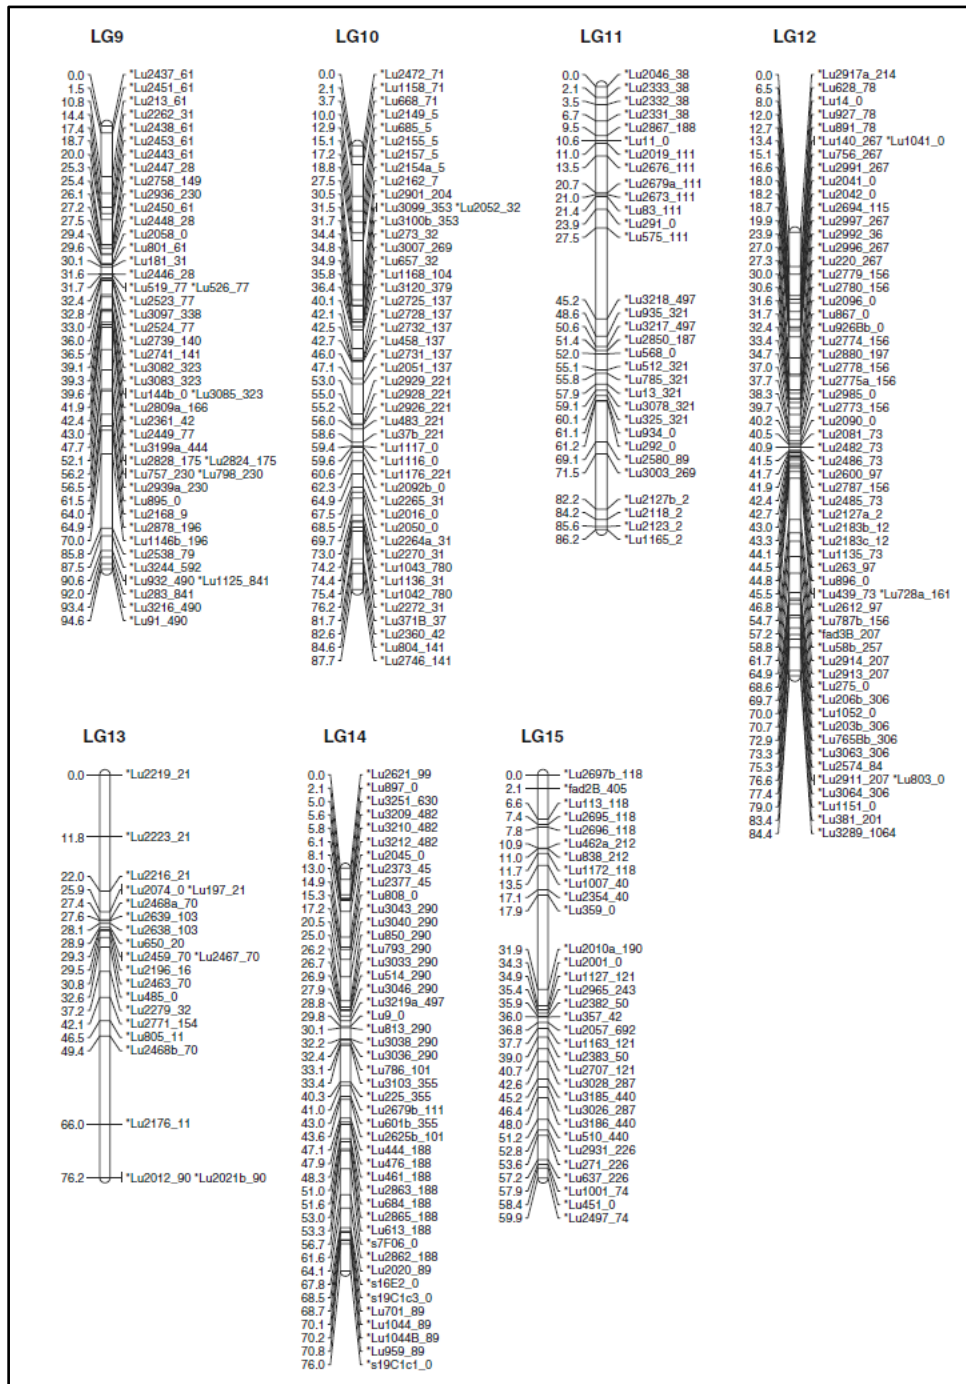 LG9
0.0 *Lu2437_61
1.5 *Lu2451_61
10.8 *Lu213_61
14.4 *Lu2262_31
17.4 *Lu2438_61
18.7 *Lu2453_61
20.0 *Lu2443_61
25.3 *Lu2447_28
25.4 *Lu2758_149
26.1 *Lu2936_230
27.2 *Lu2450_61
27.5 *Lu2448_28
29.4 *Lu2058_0
29.6 *Lu801_61
30.1 *Lu181_31
31.6 *Lu2446_28
31.7 *Lu519_77 *Lu526_77
32.4 *Lu2523_77
32.8 *Lu3097_338
33.0 *Lu2524_77
36.0 *Lu2739_140
36.5 *Lu2741_141
39.1 *Lu3082_323
39.3 *Lu3083_323
39.6 *Lu144b_0 *Lu3085_323
41.9 *Lu2809a_166
42.4 *Lu2361_42
43.0 *Lu2449_77
47.7 *Lu3199a_444
52.1 *Lu2828_175 *Lu2824_175
56.2 *Lu757_230 *Lu798_230
56.5 *Lu2939a_230
61.5 *Lu895_0
64.0 *Lu2168_9
64.9 *Lu2878_196
70.0 *Lu1146b_196
85.8 *Lu2538_79
87.5 *Lu3244_592
90.6 *Lu932_490 *Lu1125_841
92.0 *Lu283_841
93.4 *Lu3216_490
94.6 *Lu91_490
LG10
0.0 *Lu2472_71
2.1 *Lu1158_71
3.7 *Lu668_71
10.0 *Lu2149_5
12.9 *Lu685_5
15.1 *Lu2155_5
17.2 *Lu2157_5
18.8 *Lu2154a_5
27.5 *Lu2162_7
30.5 *Lu2901_204
31.5 *Lu3099_353 *Lu2052_32
31.7 *Lu3100b_353
34.4 *Lu273_32
34.8 *Lu3007_269
34.9 *Lu657_32
35.8 *Lu1168_104
36.4 *Lu3120_379
40.1 *Lu2725_137
42.1 *Lu2728_137
42.5 *Lu2732_137
42.7 *Lu458_137
46.0 *Lu2731_137
47.1 *Lu2051_137
53.0 *Lu2929_221
55.0 *Lu2928_221
55.2 *Lu2926_221
56.0 *Lu483_221
58.6 *Lu37b_221
59.4 *Lu1117_0
59.6 *Lu1116_0
60.6 *Lu1176_221
62.3 *Lu2092b_0
64.9 *Lu2265_31
67.5 *Lu2016_0
68.5 *Lu2050_0
69.7 *Lu2264a_31
73.0 *Lu2270_31
74.2 *Lu1043_780
74.4 *Lu1136_31
75.4 *Lu1042_780
76.2 *Lu2272_31
81.7 *Lu371B_37
82.6 *Lu2360_42
84.6 *Lu804_141
87.7 *Lu2746_141
LG11
0.0 *Lu2046_38
2.1 *Lu2333_38
3.5 *Lu2332_38
6.7 *Lu2331_38
9.5 *Lu2867_188
10.6 *Lu11_0
11.0 *Lu2019_111
13.5 *Lu2676_111
20.7 *Lu2679a_111
21.0 *Lu2673_111
21.4 *Lu83_111
23.9 *Lu291_0
27.5 *Lu575_111
45.2 *Lu3218_497
48.6 *Lu935_321
50.6 *Lu3217_497
51.4 *Lu2850_187
52.0 *Lu568_0
55.1 *Lu512_321
55.8 *Lu785_321
57.9 *Lu13_321
59.1 *Lu3078_321
60.1 *Lu325_321
61.1 *Lu934_0
61.2 *Lu292_0
69.1 *Lu2580_89
71.5 *Lu3003_269
82.2 *Lu2127b_2
84.2 *Lu2118_2
85.6 *Lu2123_2
86.2 *Lu1165_2
LG12
0.0 *Lu2917a_214
6.5 *Lu628_78
8.0 *Lu14_0
12.0 *Lu927_78
12.7 *Lu891_78
13.4 *Lu140_267 *Lu1041_0
15.1 *Lu756_267
16.6 *Lu2991_267
18.0 *Lu2041_0
18.2 *Lu2042_0
18.7 *Lu2694_115
19.9 *Lu2997_267
23.9 *Lu2992_36
27.0 *Lu2996_267
27.3 *Lu220_267
30.0 *Lu2779_156
30.6 *Lu2780_156
31.6 *Lu2096_0
31.7 *Lu867_0
32.4 *Lu926Bb_0
33.4 *Lu2774_156
34.7 *Lu2880_197
37.0 *Lu2778_156
37.7 *Lu2775a_156
38.3 *Lu2985_0
39.7 *Lu2773_156
40.2 *Lu2090_0
40.5 *Lu2081_73
40.9 *Lu2482_73
41.5 *Lu2486_73
41.7 *Lu2600_97
41.9 *Lu2787_156
42.4 *Lu2485_73
42.7 *Lu2127a_2
43.0 *Lu2183b_12
43.3 *Lu2183c_12
44.1 *Lu1135_73
44.5 *Lu263_97
44.8 *Lu896_0
45.5 *Lu439_73 *Lu728a_161
46.8 *Lu2612_97
54.7 *Lu787b_156
57.2 *fad3B_207
58.8 *Lu58b_257
61.7 *Lu2914_207
64.9 *Lu2913_207
68.6 *Lu275_0
69.7 *Lu206b_306
70.0 *Lu1052_0
70.7 *Lu203b_306
72.9 *Lu765Bb_306
73.3 *Lu3063_306
75.3 *Lu2574_84
76.6 *Lu2911_207 *Lu803_0
77.4 *Lu3064_306
79.0 *Lu1151_0
83.4 *Lu381_201
84.4 *Lu3289_1064
LG13
0.0 *Lu2219_21
11.8 *Lu2223_21
22.0 *Lu2216_21
25.9 *Lu2074_0 *Lu197_21
27.4 *Lu2468a_70
27.6 *Lu2639_103
28.1 *Lu2638_103
28.9 *Lu650_20
29.3 *Lu2459_70 *Lu2467_70
29.5 *Lu2196_16
30.8 *Lu2463_70
32.6 *Lu485_0
37.2 *Lu2279_32
42.1 *Lu2771_154
46.5 *Lu805_11
49.4 *Lu2468b_70
66.0 *Lu2176_11
76.2 *Lu2012_90 *Lu2021b_90
LG14
0.0 *Lu2621_99
2.1 *Lu897_0
5.0 *Lu3251_630
5.6 *Lu3209_482
5.8 *Lu3210_482
6.1 *Lu3212_482
8.1 *Lu2045_0
13.0 *Lu2373_45
14.9 *Lu2377_45
15.3 *Lu808_0
17.2 *Lu3043_290
20.5 *Lu3040_290
25.0 *Lu850_290
26.2 *Lu793_290
26.7 *Lu3033_290
26.9 *Lu514_290
27.9 *Lu3046_290
28.8 *Lu3219a_497
29.8 *Lu9_0
30.1 *Lu813_290
32.2 *Lu3038_290
32.4 *Lu3036_290
33.1 *Lu786_101
33.4 *Lu3103_355
40.3 *Lu225_355
41.0 *Lu2679b_111
43.0 *Lu601b_355
43.6 *Lu2625b_101
47.1 *Lu444_188
47.9 *Lu476_188
48.3 *Lu461_188
51.0 *Lu2863_188
51.6 *Lu684_188
53.0 *Lu2865_188
53.3 *Lu613_188
56.7 *s7F06_0
61.6 *Lu2862_188
64.1 *Lu2020_89
67.8 *s16E2_0
68.5 *s19C1c3_0
68.7 *Lu701_89
70.1 *Lu1044_89
70.2 *Lu1044B_89
70.8 *Lu959_89
76.0 *s19C1c1_0
LG15
0.0 *Lu2697b_118
2.1 *fad2B_405
6.6 *Lu113_118
7.4 *Lu2695_118
7.8 *Lu2696_118
10.9 *Lu462a_212
11.0 *Lu838_212
11.7 *Lu1172_118
13.5 *Lu1007_40
17.1 *Lu2354_40
17.9 *Lu359_0
31.9 *Lu2010a_190
34.3 *Lu2001_0
34.9 *Lu1127_121
35.4 *Lu2965_243
35.9 *Lu2382_50
36.0 *Lu357_42
36.8 *Lu2057_692
37.7 *Lu1163_121
39.0 *Lu2383_50
40.7 *Lu2707_121
42.6 *Lu3028_287
45.2 *Lu3185_440
46.4 *Lu3026_287
48.0 *Lu3186_440
51.2 *Lu510_440
52.8 *Lu2931_226
53.6 *Lu271_226
57.2 *Lu637_226
57.9 *Lu1001_74
58.4 *Lu451_0
59.9 *Lu2497_74